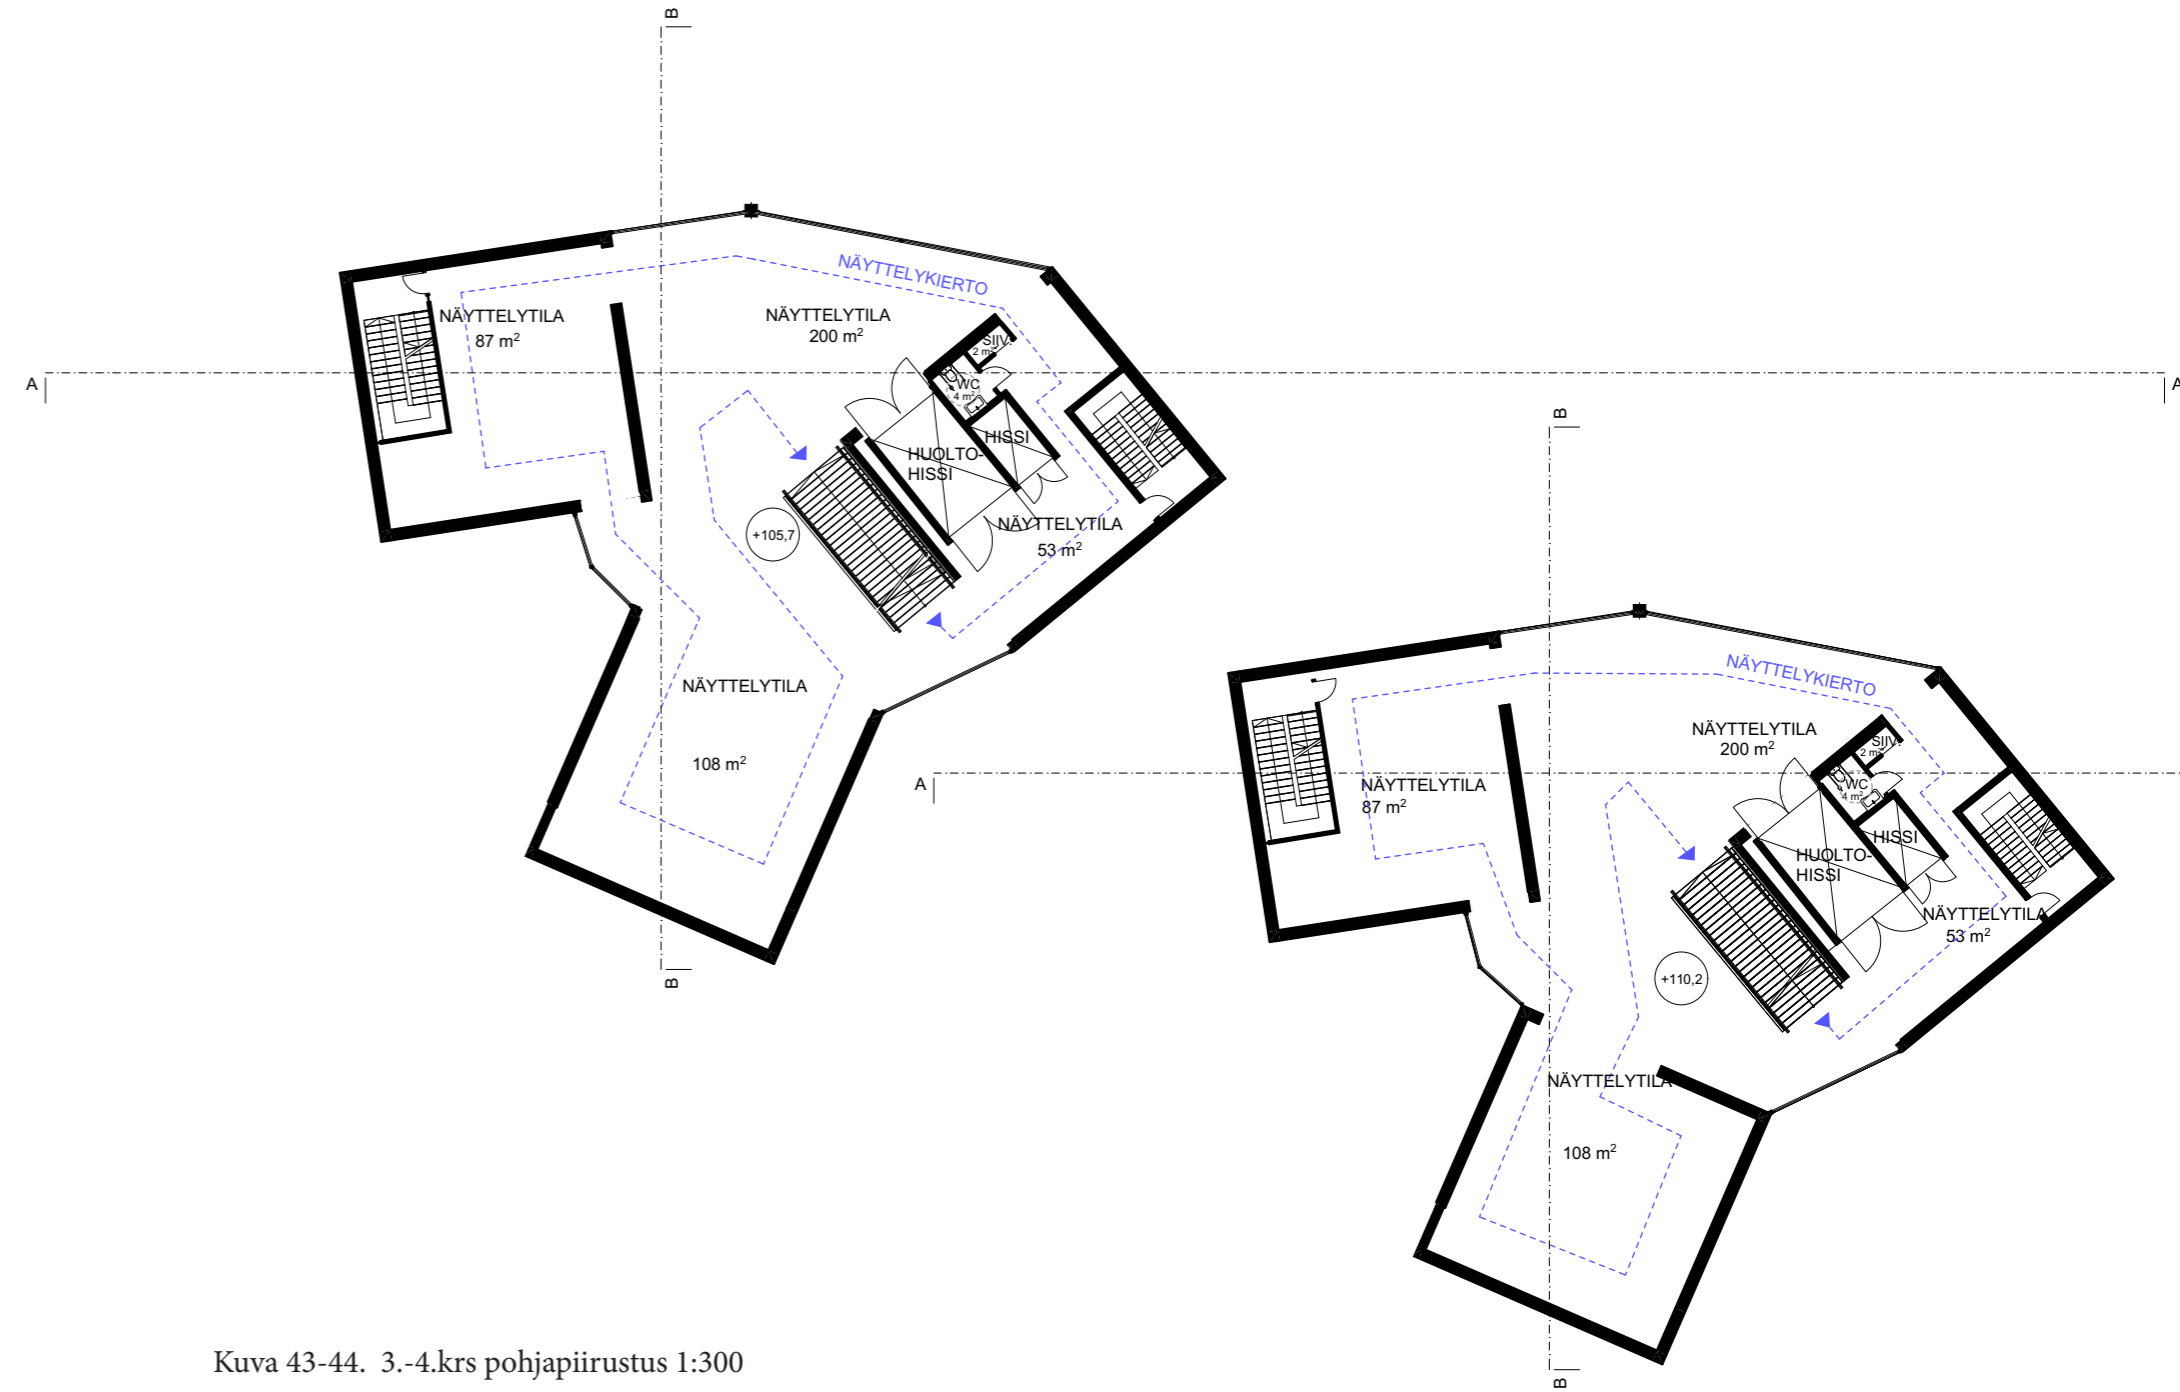 B
NÄYTTELYKIERTO
NÄYTTELYTILA
87 m²
NÄYTTELYTILA
200 m²
SIIV.
2 m²
WC
4 m²
A
A
HISSI
HUOLTO-
HISSI
NÄYTTELYTILA
53 m²
+105,7
NÄYTTELYTILA
108 m²
B
B
NÄYTTELYKIERTO
NÄYTTELYTILA
200 m²
SIIV.
2 m²
A
NÄYTTELYTILA
87 m²
WC
4 m²
HISSI
HUOLTO-
HISSI
NÄYTTELYTILA
53 m²
+110,2
NÄYTTELYTILA
108 m²
B
Kuva 43-44. 3.-4.krs pohjapiirustus 1:300